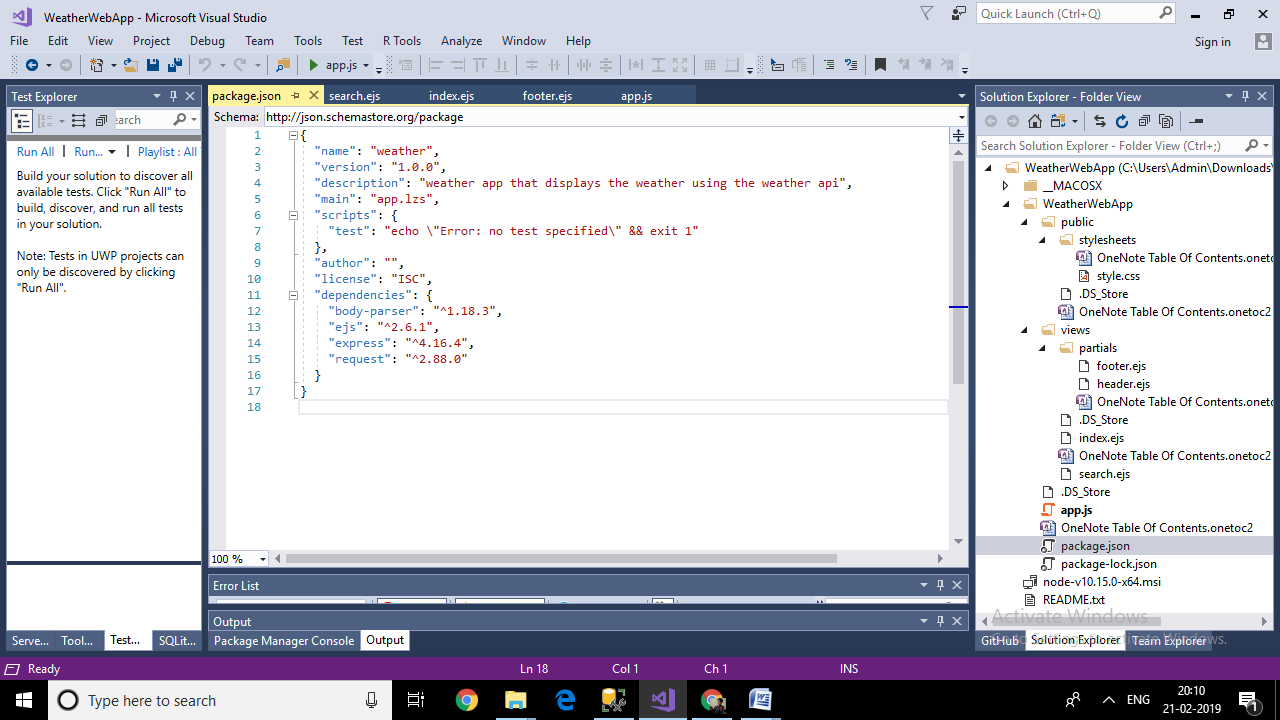 WeatherWebApp - Microsoft Visual Studio
Quick Launch (Ctrl+Q)
File Edit View Project Debug Team Tools Test R Tools Analyze Window Help
Sign in
app.js
Test Explorer
Run All | Run... | Playlist : All
Build your solution to discover all
available tests. Click "Run All" to
build, discover, and run all tests
in your solution.
Note: Tests in UWP projects can
only be discovered by clicking
"Run All".
package.json search.ejs index.ejs footer.ejs app.js
Schema: http://json.schemastore.org/package
1 {
2 "name": "weather",
3 "version": "1.0.0",
4 "description": "weather app that displays the weather using the weather api",
5 "main": "app.lzs",
6 "scripts": {
7 "test": "echo \"Error: no test specified\" && exit 1"
8 },
9 "author": "",
10 "license": "ISC",
11 "dependencies": {
12 "body-parser": "^1.18.3",
13 "ejs": "^2.6.1",
14 "express": "^4.16.4",
15 "request": "^2.88.0"
16 }
17 }
18
100 %
Error List
Output
Package Manager Console Output
Serve... Tool... Test... SQLit...
Solution Explorer - Folder View
Search Solution Explorer - Folder View (Ctrl+;)
WeatherWebApp (C:\Users\Admin\Downloads\
__MACOSX
WeatherWebApp
public
stylesheets
OneNote Table Of Contents.onetoc
style.css
.DS_Store
OneNote Table Of Contents.onetoc2
views
partials
footer.ejs
header.ejs
OneNote Table Of Contents.onetoc
.DS_Store
index.ejs
OneNote Table Of Contents.onetoc2
search.ejs
.DS_Store
app.js
OneNote Table Of Contents.onetoc2
package.json
package-lock.json
node-v10.15.0-x64.msi
README.txt
Activate Windows
GitHub Solution Explorer Team Explorer
Ready Ln 18 Col 1 Ch 1 INS
Type here to search
ENG
20:10
21-02-2019
1